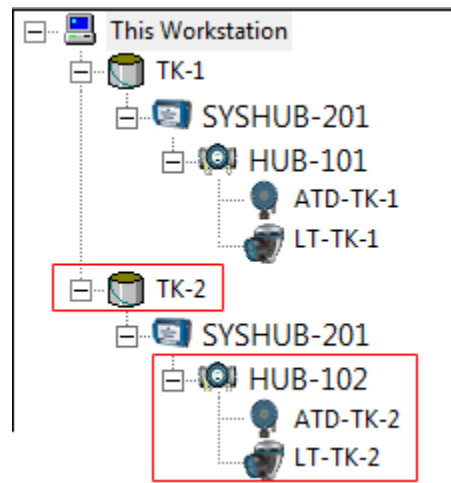 This Workstation
TK-1
SYSHUB-201
HUB-101
ATD-TK-1
LT-TK-1
TK-2
SYSHUB-201
HUB-102
ATD-TK-2
LT-TK-2